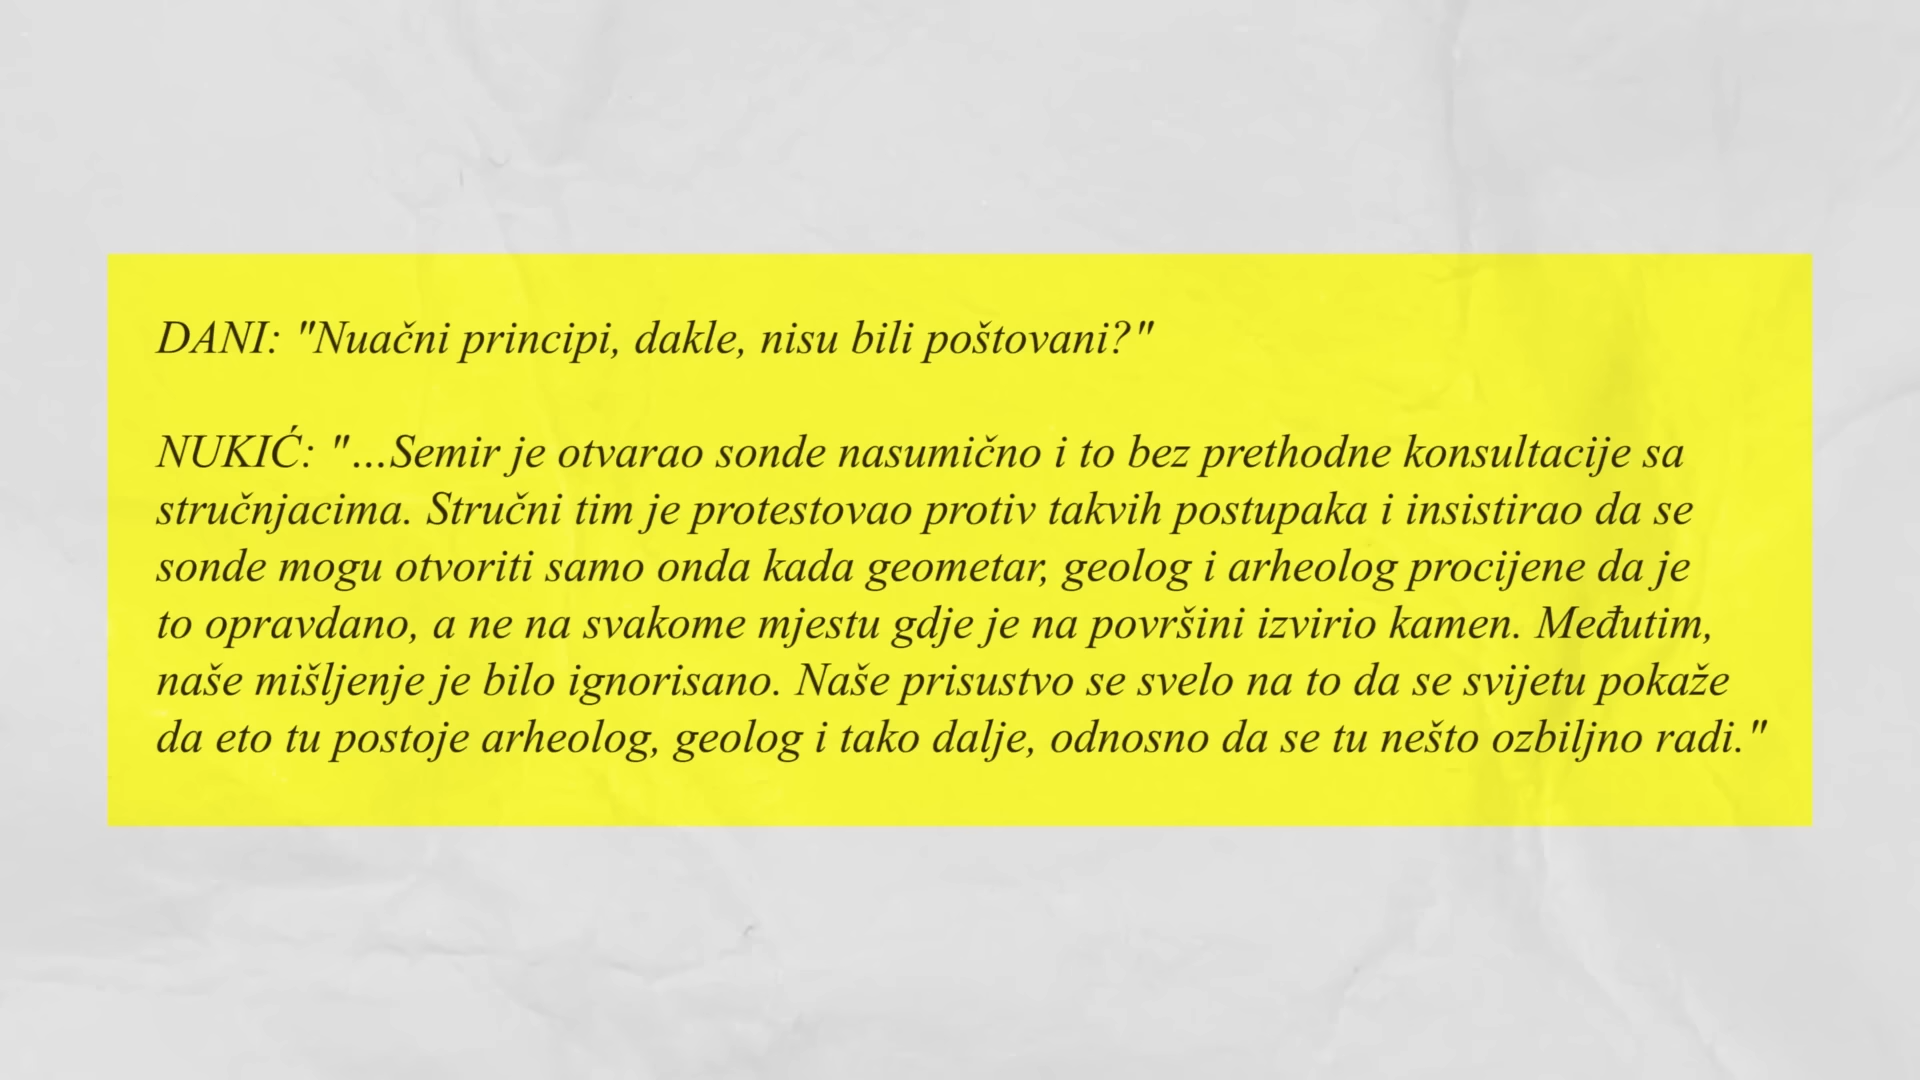 DANI: "Nuačni principi, dakle, nisu bili poštovani?"
NUKIĆ: "...Semir je otvarao sonde nasumično i to bez prethodne konsultacije sa
stručnjacima. Stručni tim je protestovao protiv takvih postupaka i insistirao da se
sonde mogu otvoriti samo onda kada geometar, geolog i arheolog procijene da je
to opravdano, a ne na svakome mjestu gdje je na površini izvirio kamen. Međutim,
naše mišljenje je bilo ignorisano. Naše prisustvo se svelo na to da se svijetu pokaže
da eto tu postoje arheolog, geolog i tako dalje, odnosno da se tu nešto ozbiljno radi."